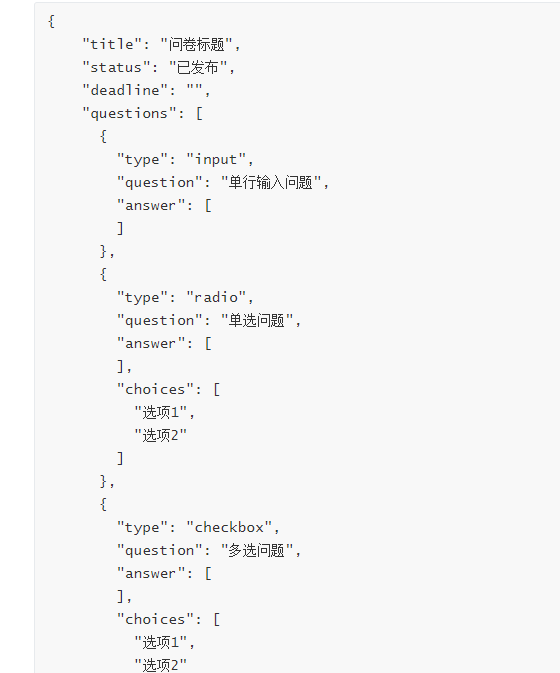 {
"title": "问卷标题",
"status": "已发布",
"deadline": "",
"questions": [
{
"type": "input",
"question": "单行输入问题",
"answer": [
]
},
{
"type": "radio",
"question": "单选问题",
"answer": [
],
"choices": [
"选项1",
"选项2"
]
},
{
"type": "checkbox",
"question": "多选问题",
"answer": [
],
"choices": [
"选项1",
"选项2"